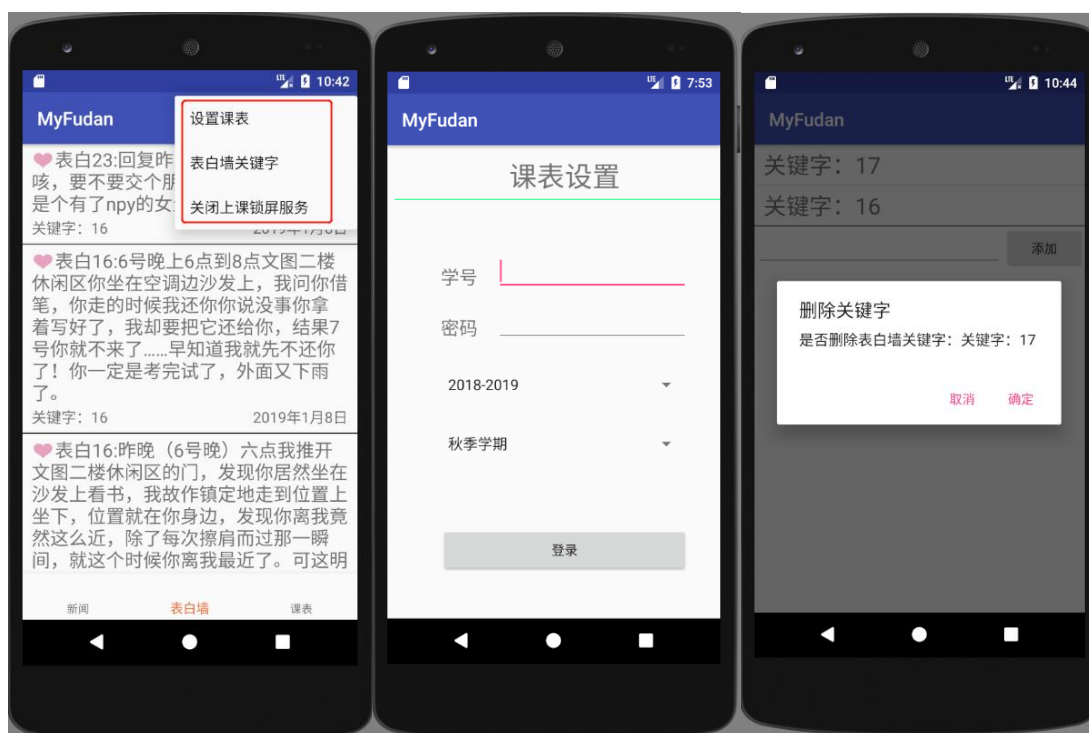 10:42
MyFudan
设置课表
表白墙关键字
关闭上课锁屏服务
表白23:回复昨
咳，要不要交个朋
是个有了npy的女
关键字：16
2019年1月8日
表白16:6号晚上6点到8点文图二楼
休闲区你坐在空调边沙发上，我问你借
笔，你走的时候我还你你说没事你拿
着写好了，我却要把它还给你，结果7
号你就不来了……早知道我就先不还你
了！你一定是考完试了，外面又下雨
了。
关键字：16
2019年1月8日
表白16:昨晚（6号晚）六点我推开
文图二楼休闲区的门，发现你居然坐在
沙发上看书，我故作镇定地走到位置上
坐下，位置就在你身边，发现你离我竟
然这么近，除了每次擦肩而过那一瞬
间，就这个时候你离我最近了。可这明
新闻
表白墙
课表
7:53
MyFudan
课表设置
学号
密码
2018-2019
秋季学期
登录
10:44
MyFudan
关键字：17
关键字：16
添加
删除关键字
是否删除表白墙关键字：关键字：17
取消
确定